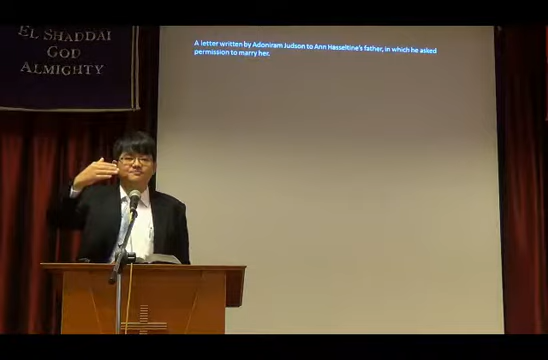 EL SHADDAI
GOD
ALMIGHTY
A letter written by Adoniram Judson to Ann Hasseltine's father, in which he asked
permission to marry her.